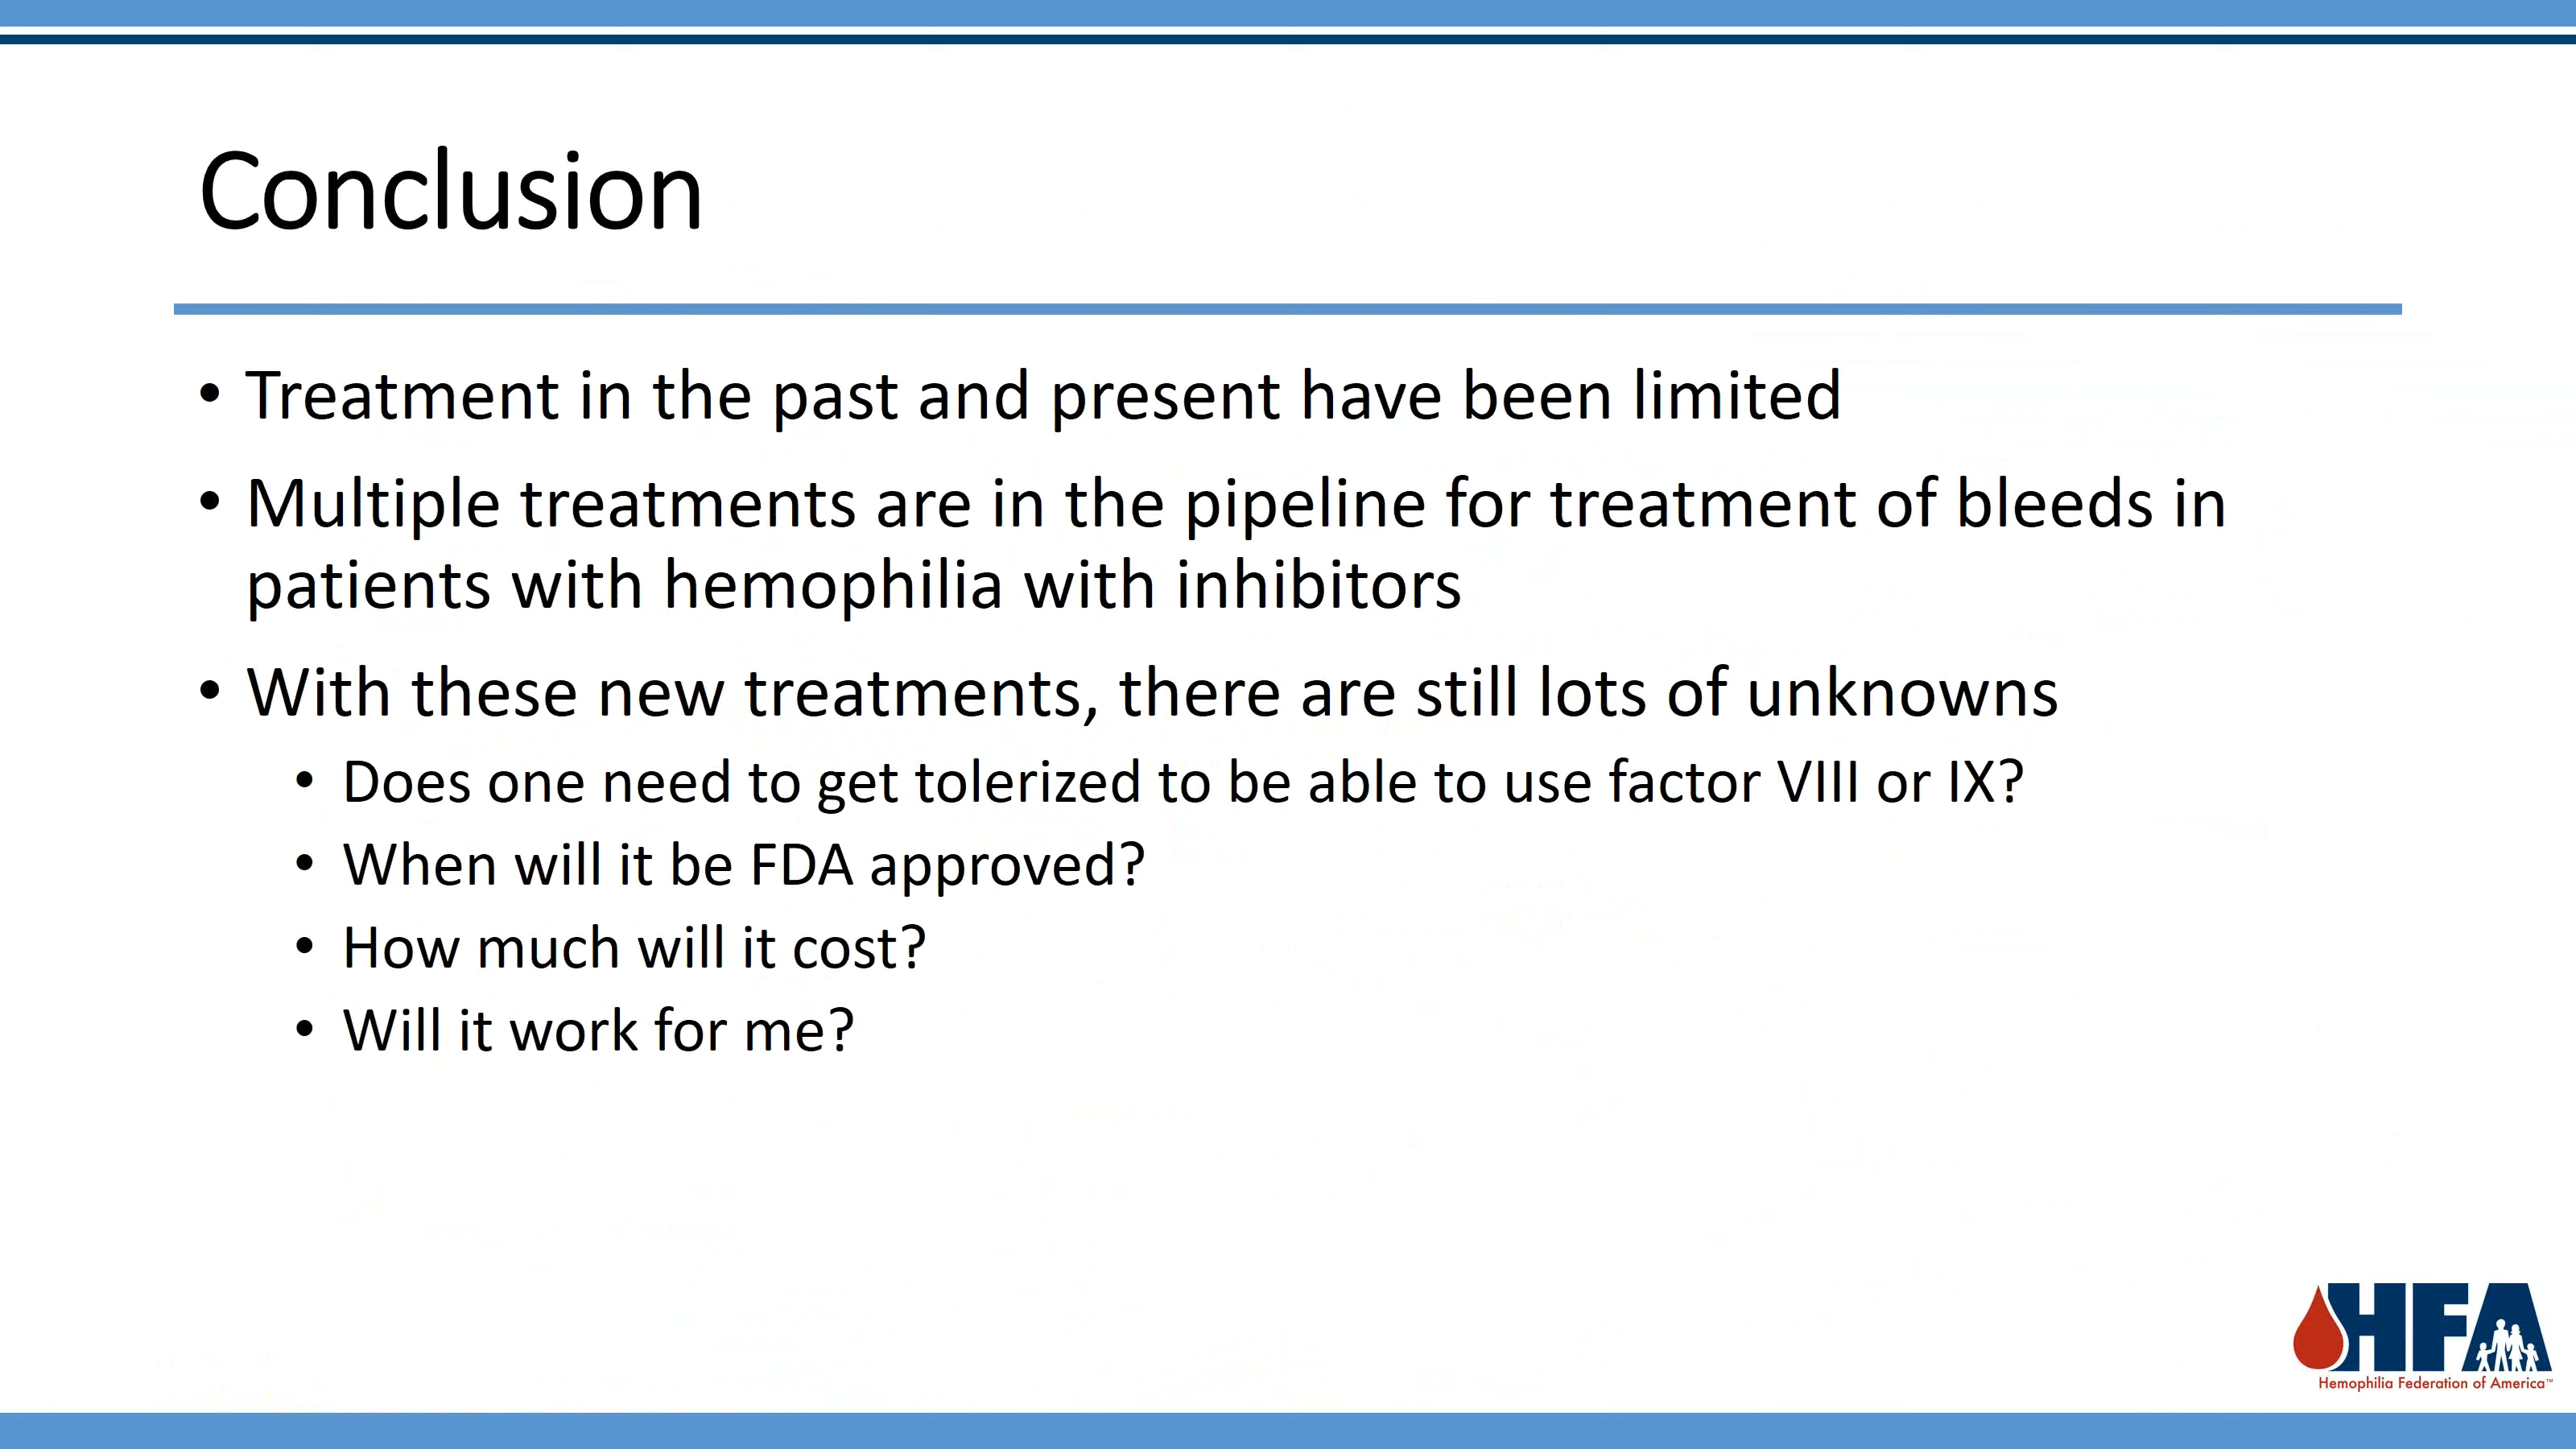 Conclusion
• Treatment in the past and present have been limited
• Multiple treatments are in the pipeline for treatment of bleeds in
patients with hemophilia with inhibitors
• With these new treatments, there are still lots of unknowns
• Does one need to get tolerized to be able to use factor VIII or IX?
• When will it be FDA approved?
• How much will it cost?
• Will it work for me?
HFA
Hemophilia Federation of America™